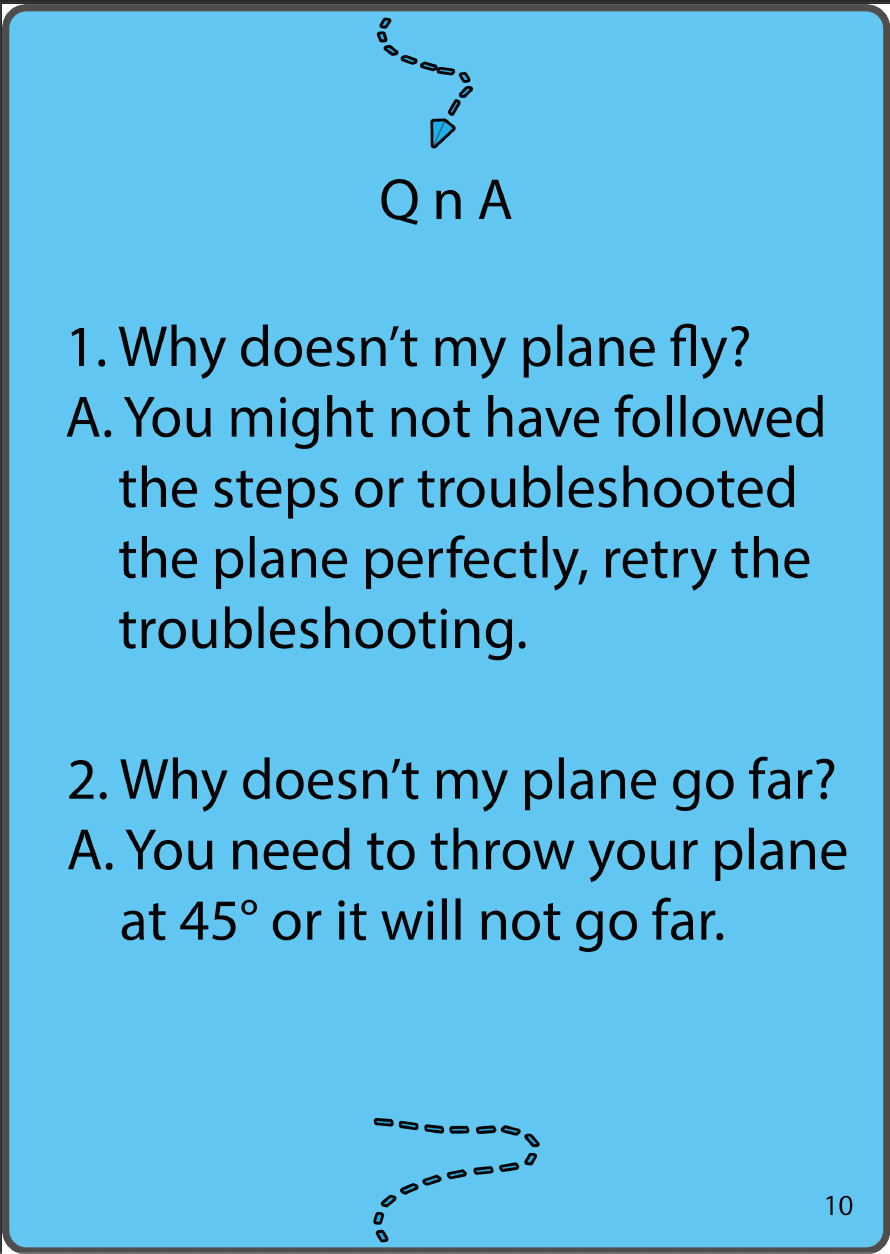 Q n A
1. Why doesn’t my plane fly?
A. You might not have followed
the steps or troubleshooted
the plane perfectly, retry the
troubleshooting.
2. Why doesn’t my plane go far?
A. You need to throw your plane
at 45° or it will not go far.
10